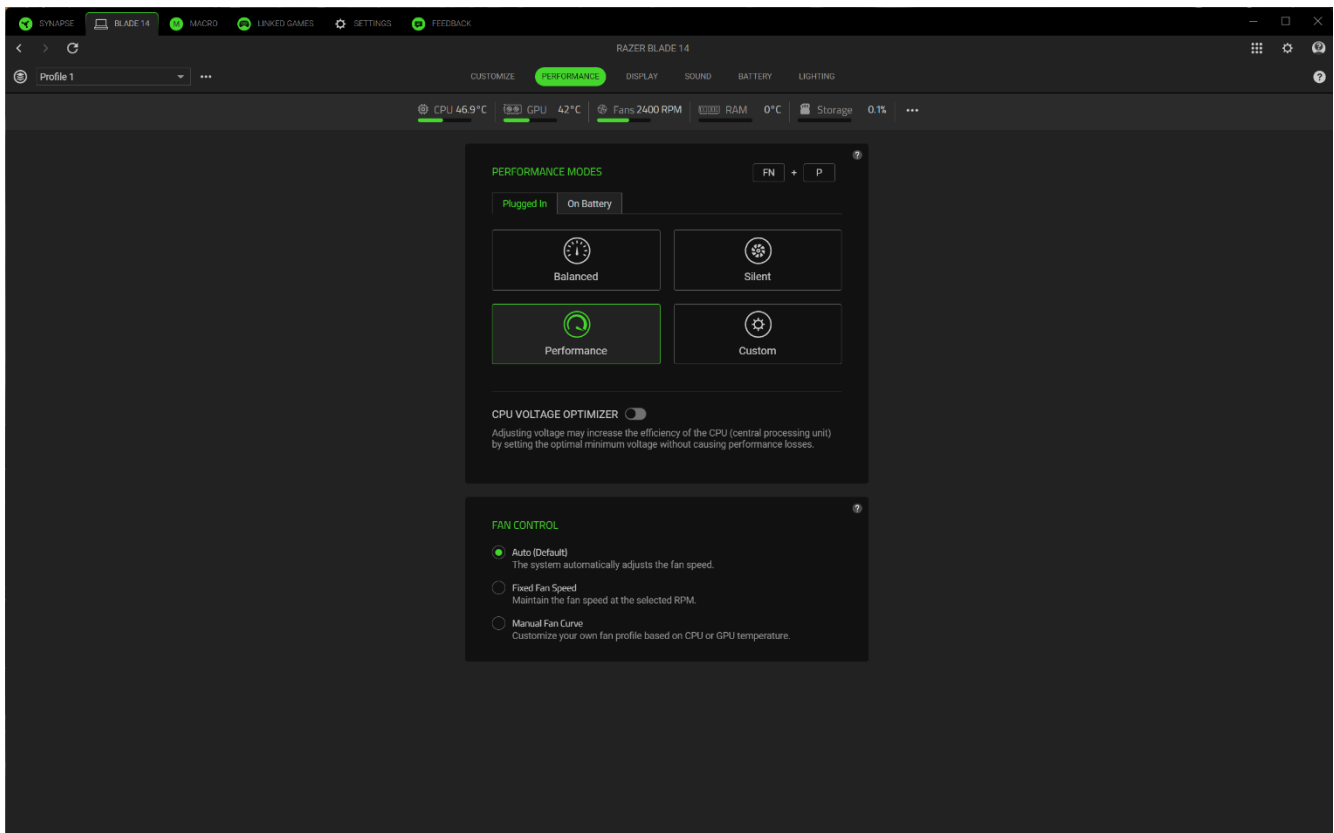 SYNAPSE BLADE 14 M MACRO LINKED GAMES SETTINGS FEEDBACK
RAZER BLADE 14
Profile 1 CUSTOMIZE PERFORMANCE DISPLAY SOUND BATTERY LIGHTING ?
CPU 46.9°C GPU 42°C Fans 2400 RPM RAM 0°C Storage 0.1%
?
PERFORMANCE MODES FN + P
Plugged In On Battery
Balanced Silent
Performance Custom
CPU VOLTAGE OPTIMIZER
Adjusting voltage may increase the efficiency of the CPU (central processing unit)
by setting the optimal minimum voltage without causing performance losses.
?
FAN CONTROL
Auto (Default)
The system automatically adjusts the fan speed.
Fixed Fan Speed
Maintain the fan speed at the selected RPM.
Manual Fan Curve
Customize your own fan profile based on CPU or GPU temperature.